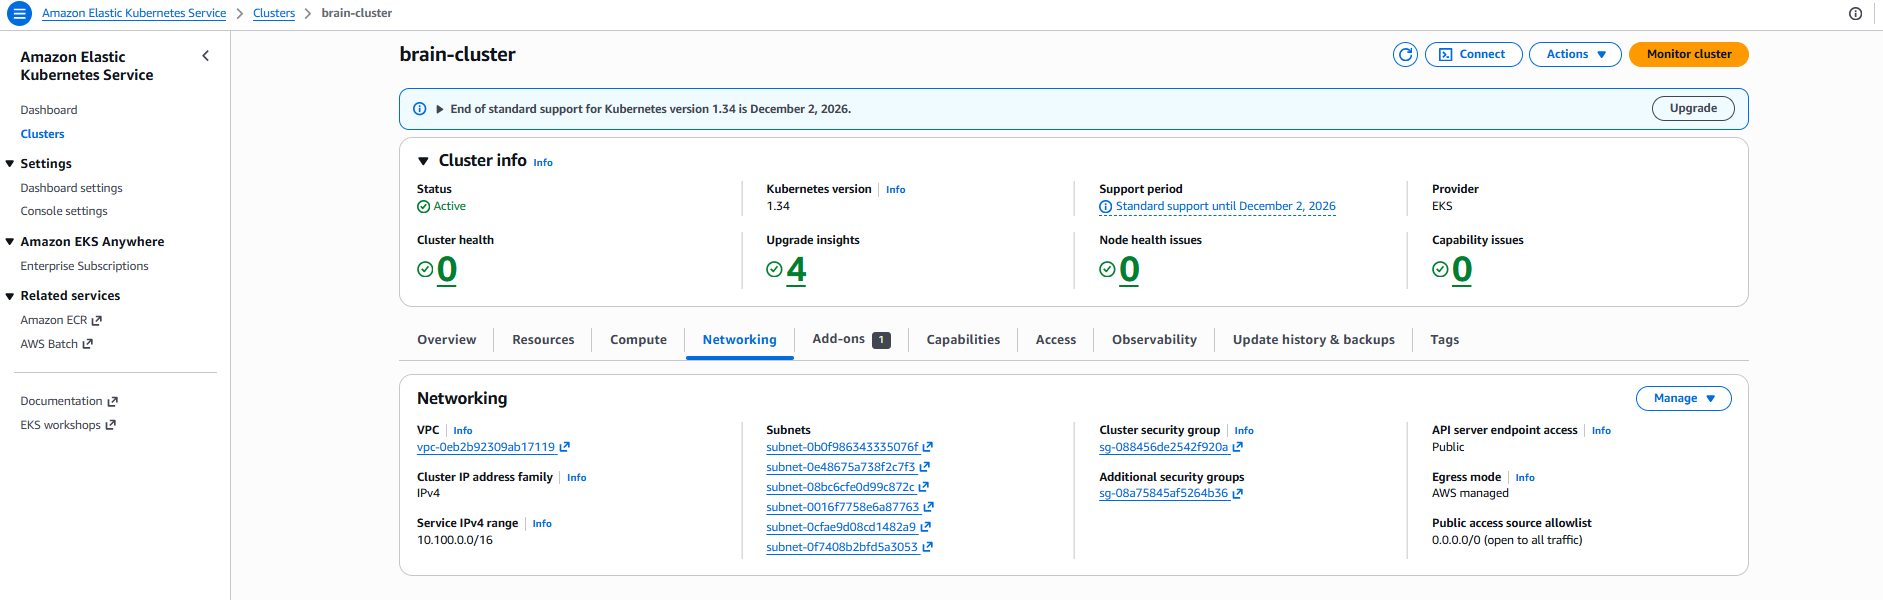 Amazon Elastic Kubernetes Service > Clusters > brain-cluster
Amazon Elastic
Kubernetes Service
Dashboard
Clusters
Settings
Dashboard settings
Console settings
Amazon EKS Anywhere
Enterprise Subscriptions
Related services
Amazon ECR
AWS Batch
Documentation
EKS workshops
brain-cluster
Connect
Actions
Monitor cluster
End of standard support for Kubernetes version 1.34 is December 2, 2026.
Upgrade
Cluster info Info
Status
Active
Kubernetes version Info
1.34
Support period
Standard support until December 2, 2026
Provider
EKS
Cluster health
0
Upgrade insights
4
Node health issues
0
Capability issues
0
Overview
Resources
Compute
Networking
Add-ons 1
Capabilities
Access
Observability
Update history & backups
Tags
Networking
Manage
VPC Info
vpc-0eb2b92309ab17119
Cluster IP address family Info
IPv4
Service IPv4 range Info
10.100.0.0/16
Subnets
subnet-0b0f986343335076f
subnet-0e48675a738f2c7f3
subnet-08bc6cfe0d99c872c
subnet-0016f7758e6a87763
subnet-0cfae9d08cd1482a9
subnet-0f7408b2bfd5a3053
Cluster security group Info
sg-088456de2542f920a
Additional security groups
sg-08a75845af5264b36
API server endpoint access Info
Public
Egress mode Info
AWS managed
Public access source allowlist
0.0.0.0/0 (open to all traffic)